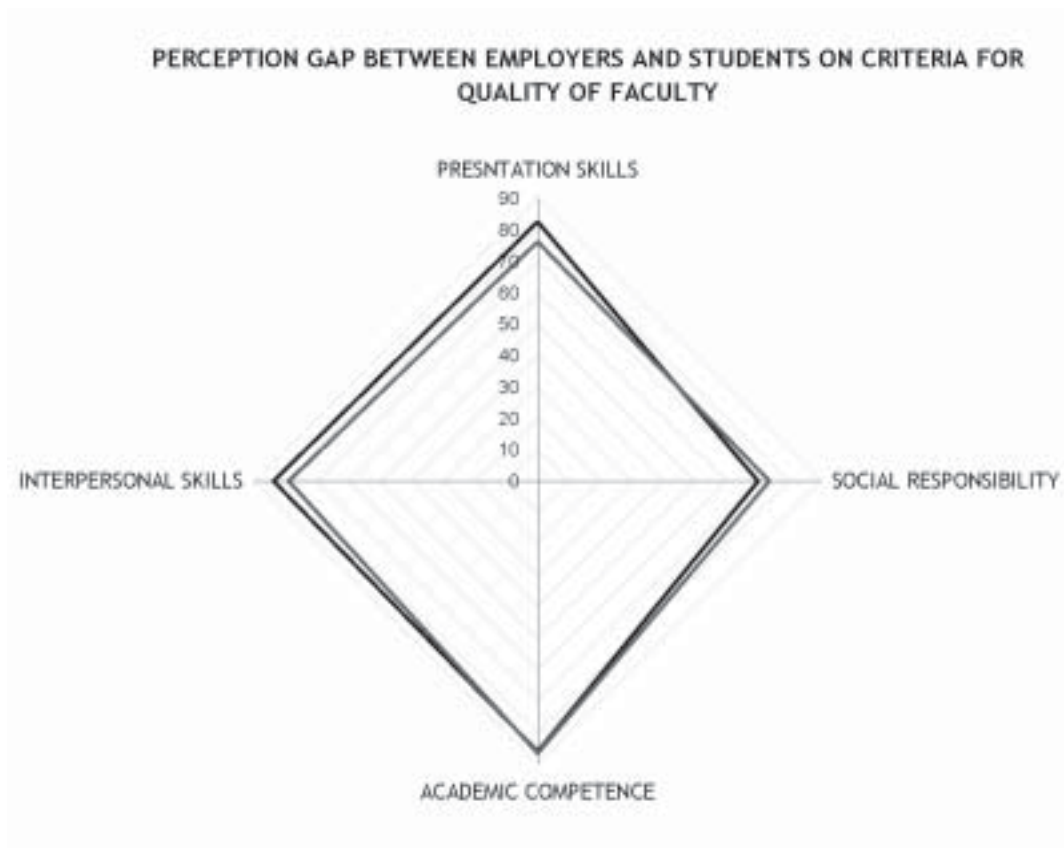 PERCEPTION GAP BETWEEN EMPLOYERS AND STUDENTS ON CRITERIA FOR
QUALITY OF FACULTY
PRESNTATION SKILLS
90
80
70
60
50
40
30
20
10
0
INTERPERSONAL SKILLS
SOCIAL RESPONSIBILITY
ACADEMIC COMPETENCE